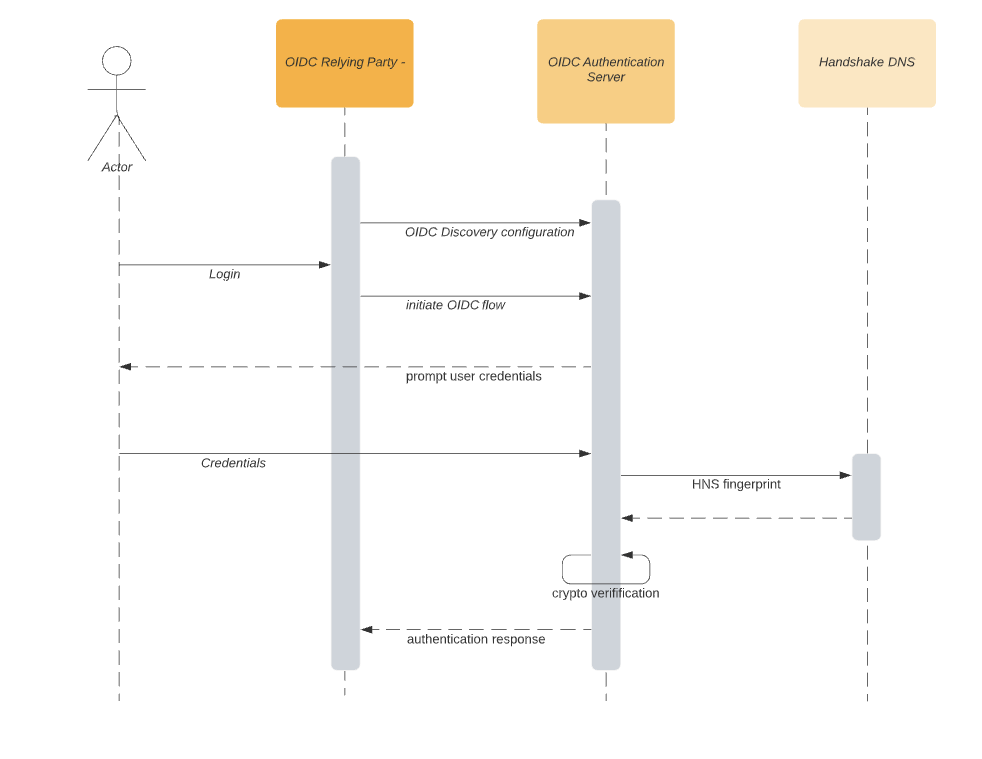 OIDC Relying Party -
OIDC Authentication
Server
Handshake DNS
Actor
OIDC Discovery configuration
Login
initiate OIDC flow
prompt user credentials
Credentials
HNS fingerprint
crypto verifification
authentication response